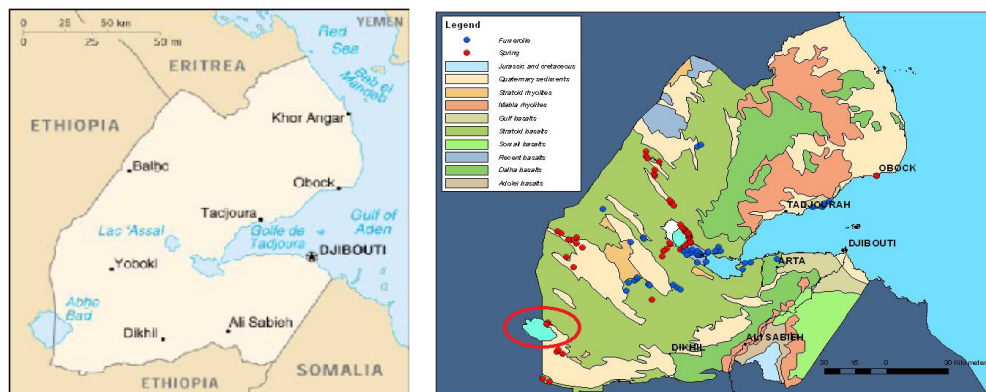 0 25 50 km
0 25 50 mi
YEMEN
Red
Sea
Bab el
Mandeb
ERITREA
ETHIOPIA
Khor Angar
Balho
Obock
Tadjoura
Gulf of
Aden
Lac 'Assal
Golfe de
Tadjoura
DJIBOUTI
Yoboki
Abhe
Bad
Dikhil
Ali Sabieh
ETHIOPIA
SOMALIA
Legend
Fumerolle
Spring
Jurassic and cretaceous
Quaternary sediments
Stratoid rhyolites
Mabla rhyolites
Gulf basalts
Stratoid basalts
Somali basalts
Recent basalts
Dalha basalts
Adolei basalts
OBOCK
TADJOURAH
DJIBOUTI
ARTA
DIKHIL
ALI SABIEH
30 0 30 Kilometers